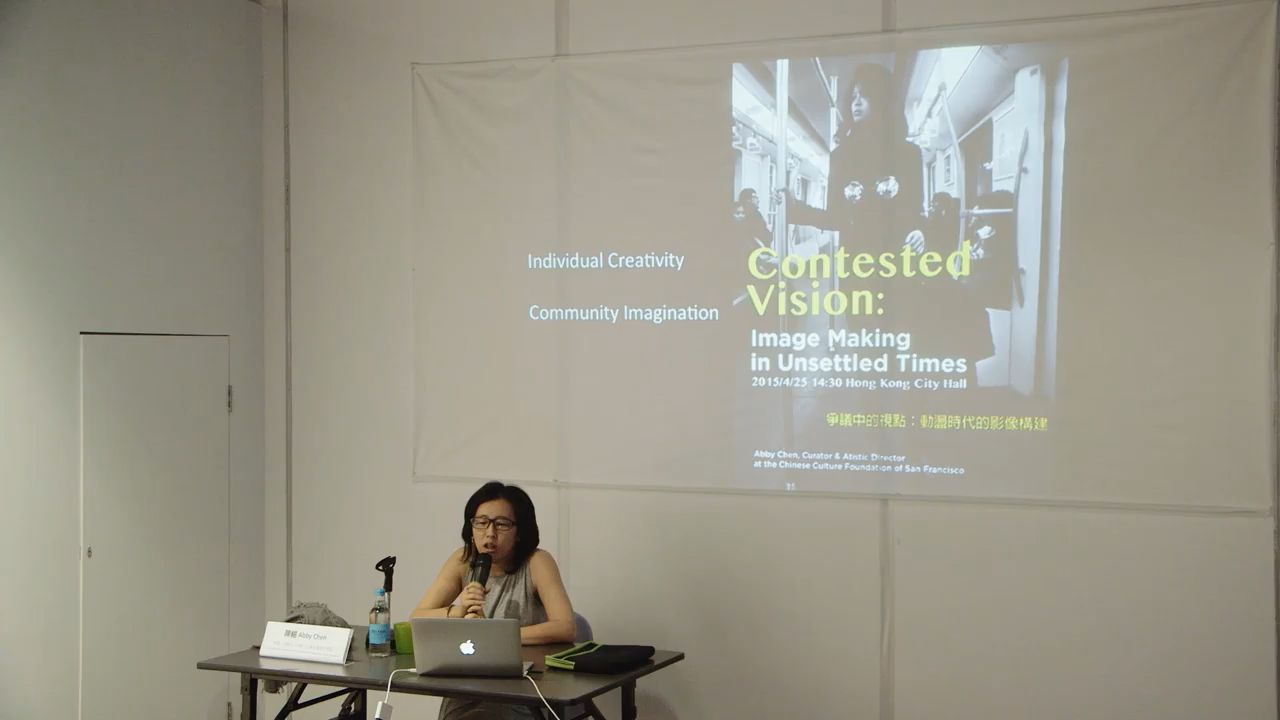 Individual Creativity
Community Imagination
Contested
Vision:
Image Making
in Unsettled Times
2015/4/25 14:30 Hong Kong City Hall
爭議中的視點：動盪時代的影像構建
Abby Chen, Curator & Atistic Director
at the Chinese Culture Foundation of San Francisco
Abby Chen